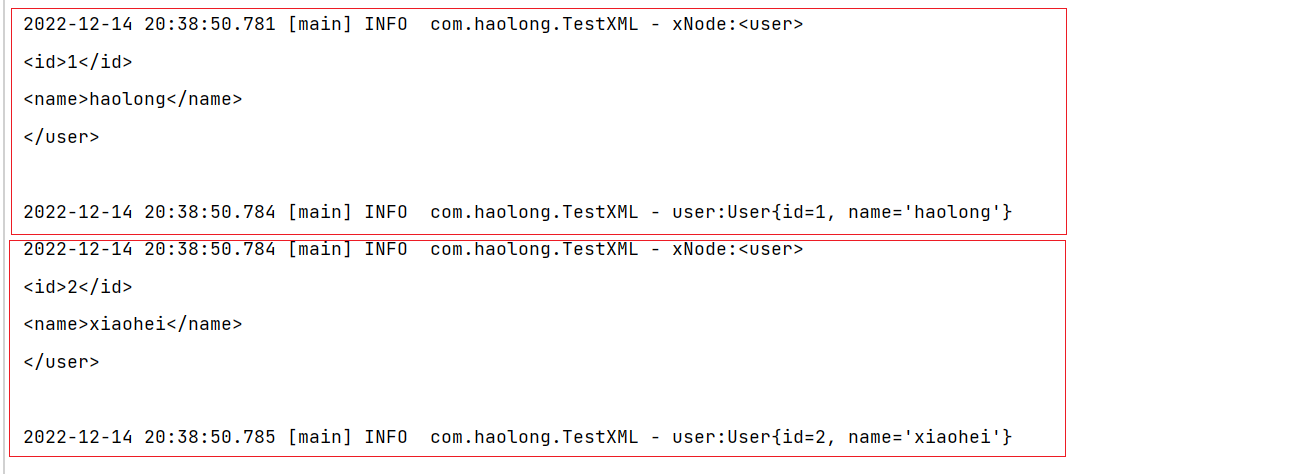 2022-12-14 20:38:50.781 [main] INFO  com.haolong.TestXML - xNode:<user>
<id>1</id>
<name>haolong</name>
</user>
2022-12-14 20:38:50.784 [main] INFO  com.haolong.TestXML - user:User{id=1, name='haolong'}
2022-12-14 20:38:50.784 [main] INFO  com.haolong.TestXML - xNode:<user>
<id>2</id>
<name>xiaohei</name>
</user>
2022-12-14 20:38:50.785 [main] INFO  com.haolong.TestXML - user:User{id=2, name='xiaohei'}